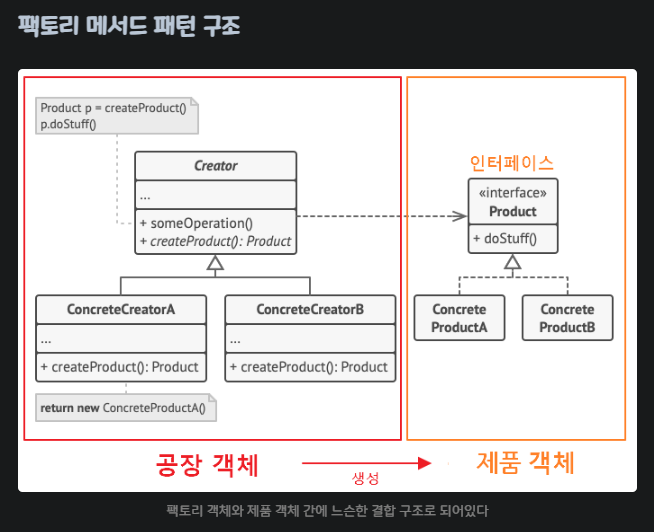 팩토리 메서드 패턴 구조
Product p = createProduct()
p.doStuff()
Creator
...
+ someOperation()
+ createProduct(): Product
인터페이스
«interface»
Product
+ doStuff()
ConcreteCreatorA
...
+ createProduct(): Product
ConcreteCreatorB
...
+ createProduct(): Product
Concrete
ProductA
Concrete
ProductB
return new ConcreteProductA()
공장 객체
생성
제품 객체
팩토리 객체와 제품 객체 간에 느슨한 결합 구조로 되어있다